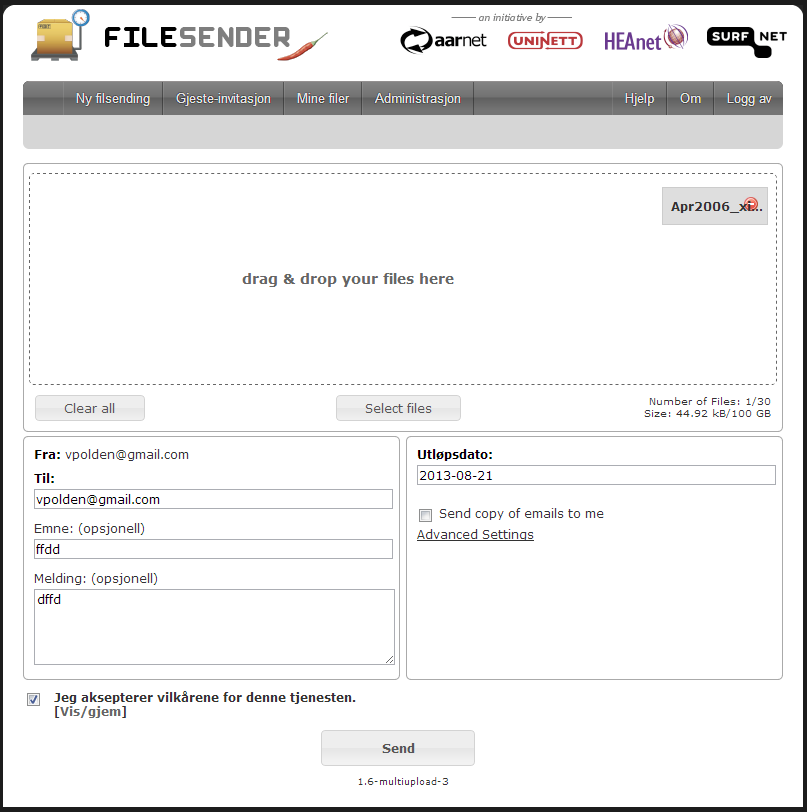 an initiative by
FILESENDER
aarnet
UNINETT
HEAnet
SURF NET
Ny filsending
Gjeste-invitasjon
Mine filer
Administrasjon
Hjelp
Om
Logg av
Apr2006_xi...
drag & drop your files here
Clear all
Select files
Number of Files: 1/30
Size: 44.92 kB/100 GB
Fra: vpolden@gmail.com
Til:
vpolden@gmail.com
Emne: (opsjonell)
ffdd
Melding: (opsjonell)
dffd
Utløpsdato:
2013-08-21
Send copy of emails to me
Advanced Settings
Jeg aksepterer vilkårene for denne tjenesten.
[Vis/gjem]
Send
1.6-multiupload-3